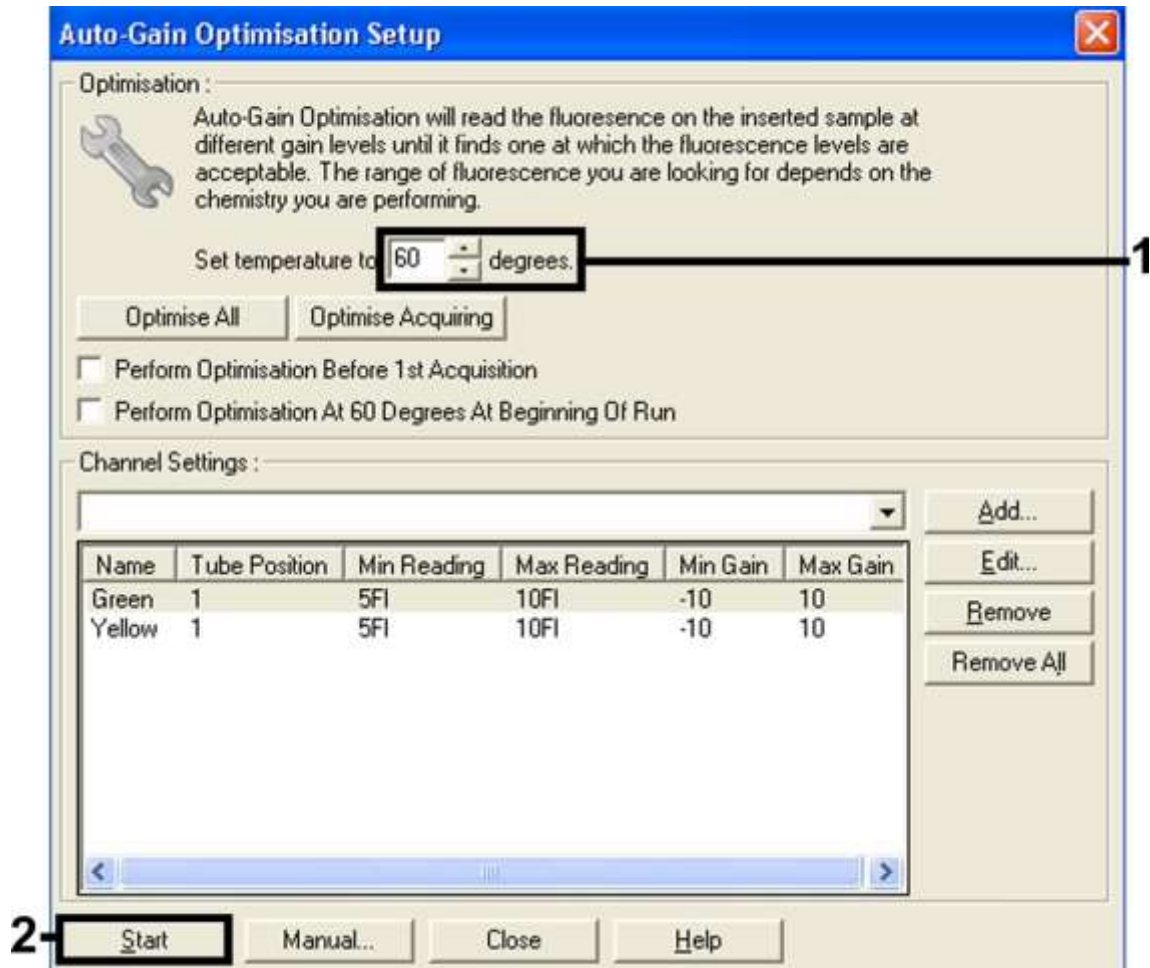 Auto-Gain Optimisation Setup
Optimisation :
Auto-Gain Optimisation will read the fluoresence on the inserted sample at
different gain levels until it finds one at which the fluorescence levels are
acceptable. The range of fluorescence you are looking for depends on the
chemistry you are performing.
Set temperature to 60 degrees.
1
Optimise All Optimise Acquiring
Perform Optimisation Before 1st Acquisition
Perform Optimisation At 60 Degrees At Beginning Of Run
Channel Settings :
Add...
Edit...
Remove
Remove All
Name Tube Position Min Reading Max Reading Min Gain Max Gain
Green 1 5Fl 10Fl -10 10
Yellow 1 5Fl 10Fl -10 10
2
Start Manual... Close Help